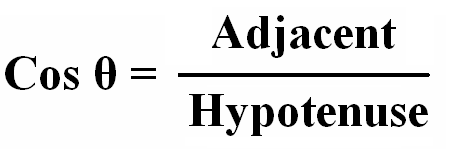 Adjacent
Cos θ =
Hypotenuse